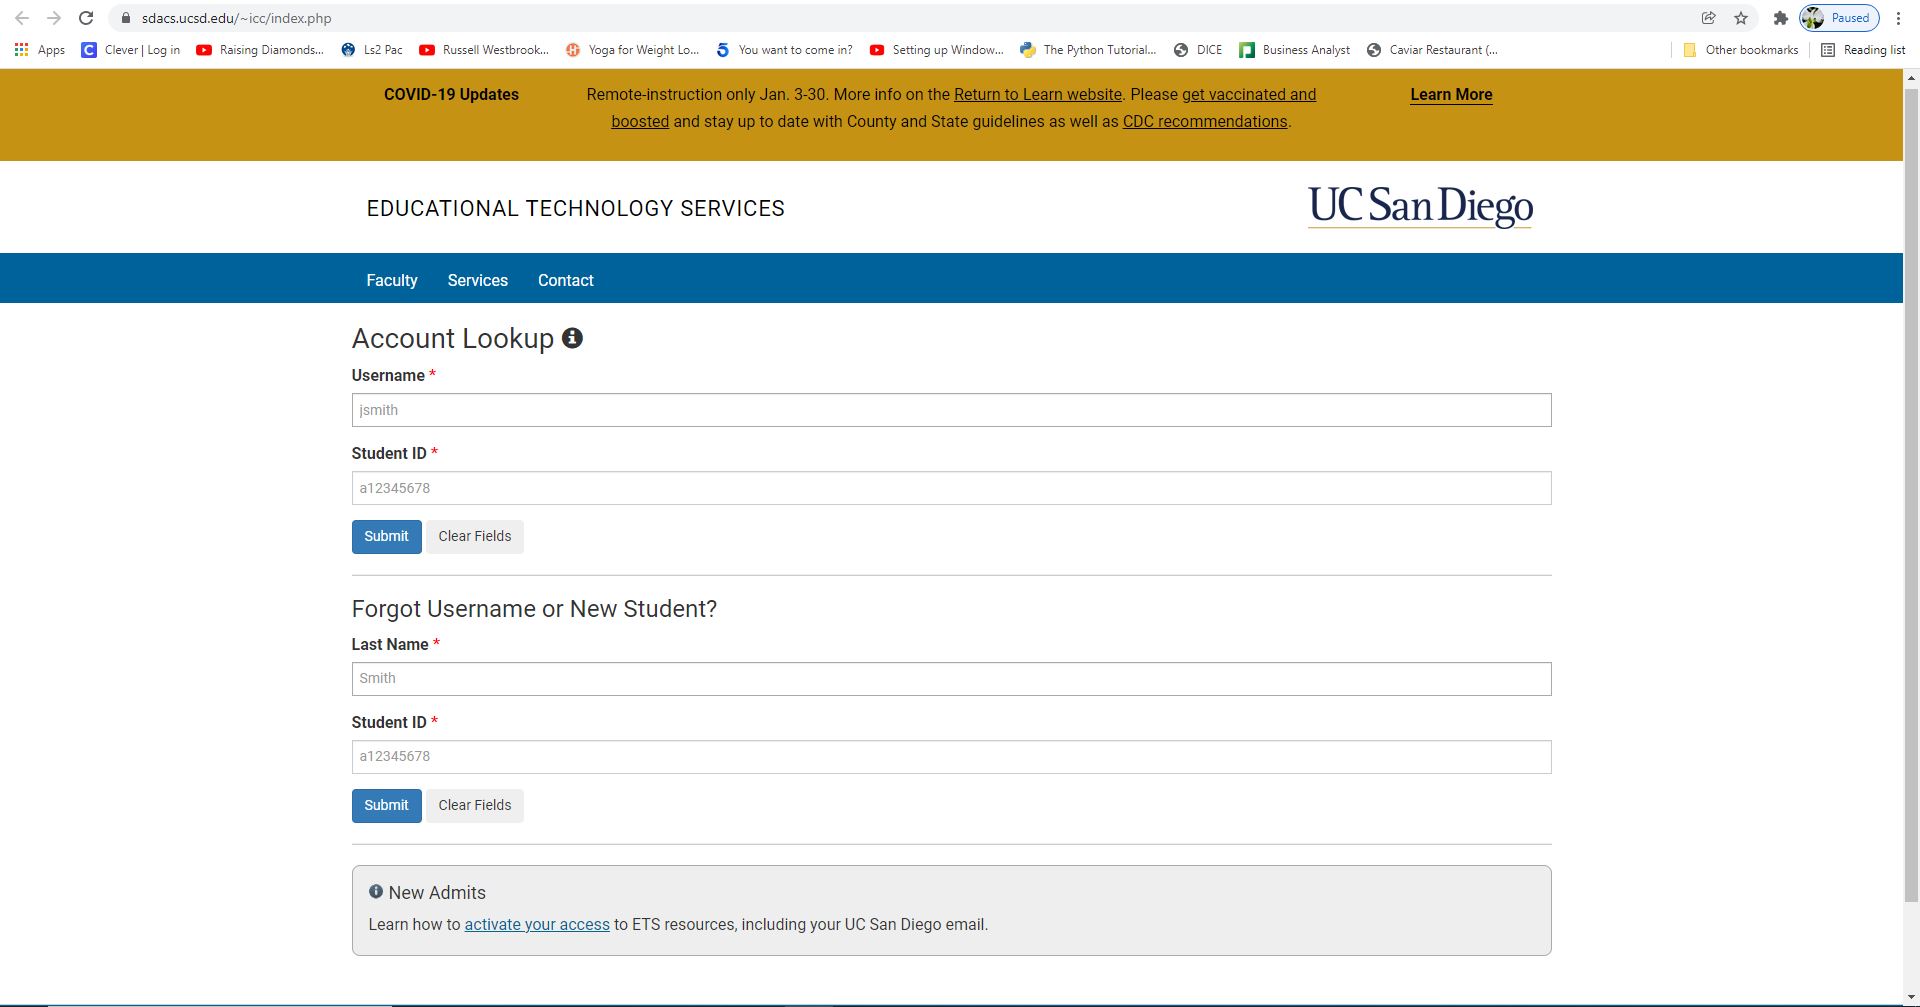 sdacs.ucsd.edu/~icc/index.php
Paused
Apps
Clever | Log in
Raising Diamonds...
Ls2 Pac
Russell Westbrook...
Yoga for Weight Lo...
You want to come in?
Setting up Window...
The Python Tutorial...
DICE
Business Analyst
Caviar Restaurant (...
Other bookmarks
Reading list
COVID-19 Updates
Remote-instruction only Jan. 3-30. More info on the Return to Learn website. Please get vaccinated and
boosted and stay up to date with County and State guidelines as well as CDC recommendations.
Learn More
EDUCATIONAL TECHNOLOGY SERVICES
UC San Diego
Faculty
Services
Contact
Account Lookup
Username *
jsmith
Student ID *
a12345678
Submit
Clear Fields
Forgot Username or New Student?
Last Name *
Smith
Student ID *
a12345678
Submit
Clear Fields
New Admits
Learn how to activate your access to ETS resources, including your UC San Diego email.